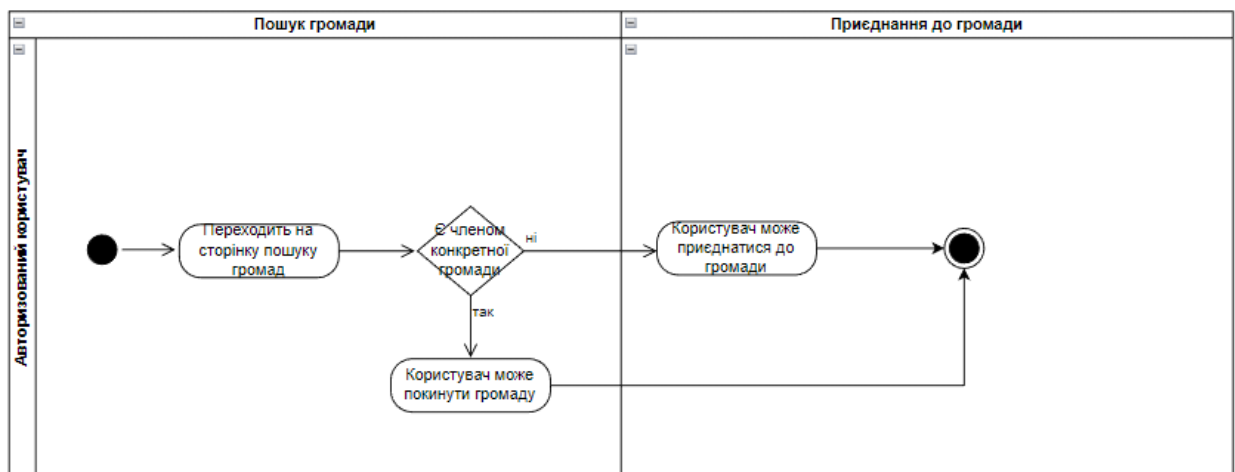 Пошук громади
Приєднання до громади
Авторизований користувач
Переходить на
сторінку пошуку
громад
Є членом
конкретної
громади
ні
Користувач може
приєднатися до
громади
так
Користувач може
покинути громаду